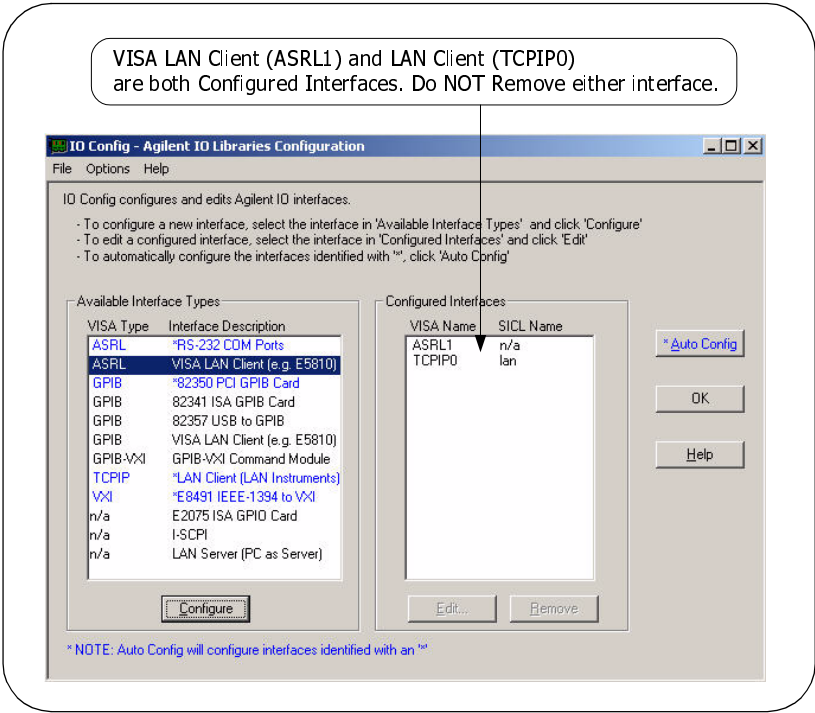 VISA LAN Client (ASRL1) and LAN Client (TCPIP0)
are both Configured Interfaces. Do NOT Remove either interface.
IO Config - Agilent IO Libraries Configuration
File Options Help
IO Config configures and edits Agilent IO interfaces.
- To configure a new interface, select the interface in 'Available Interface Types' and click 'Configure'
- To edit a configured interface, select the interface in 'Configured Interfaces' and click 'Edit'
- To automatically configure the interfaces identified with '*', click 'Auto Config'
Available Interface Types
VISA Type Interface Description
ASRL *RS-232 COM Ports
ASRL VISA LAN Client (e.g. E5810)
GPIB *82350 PCI GPIB Card
GPIB 82341 ISA GPIB Card
GPIB 82357 USB to GPIB
GPIB VISA LAN Client (e.g. E5810)
GPIB-VXI GPIB-VXI Command Module
TCPIP *LAN Client (LAN Instruments)
VXI *E8491 IEEE-1394 to VXI
n/a E2075 ISA GPIO Card
n/a I-SCPI
n/a LAN Server (PC as Server)
Configure
Configured Interfaces
VISA Name SICL Name
ASRL1 n/a
TCPIP0 lan
Edit... Remove
* Auto Config
OK
Help
* NOTE: Auto Config will configure interfaces identified with an '*'